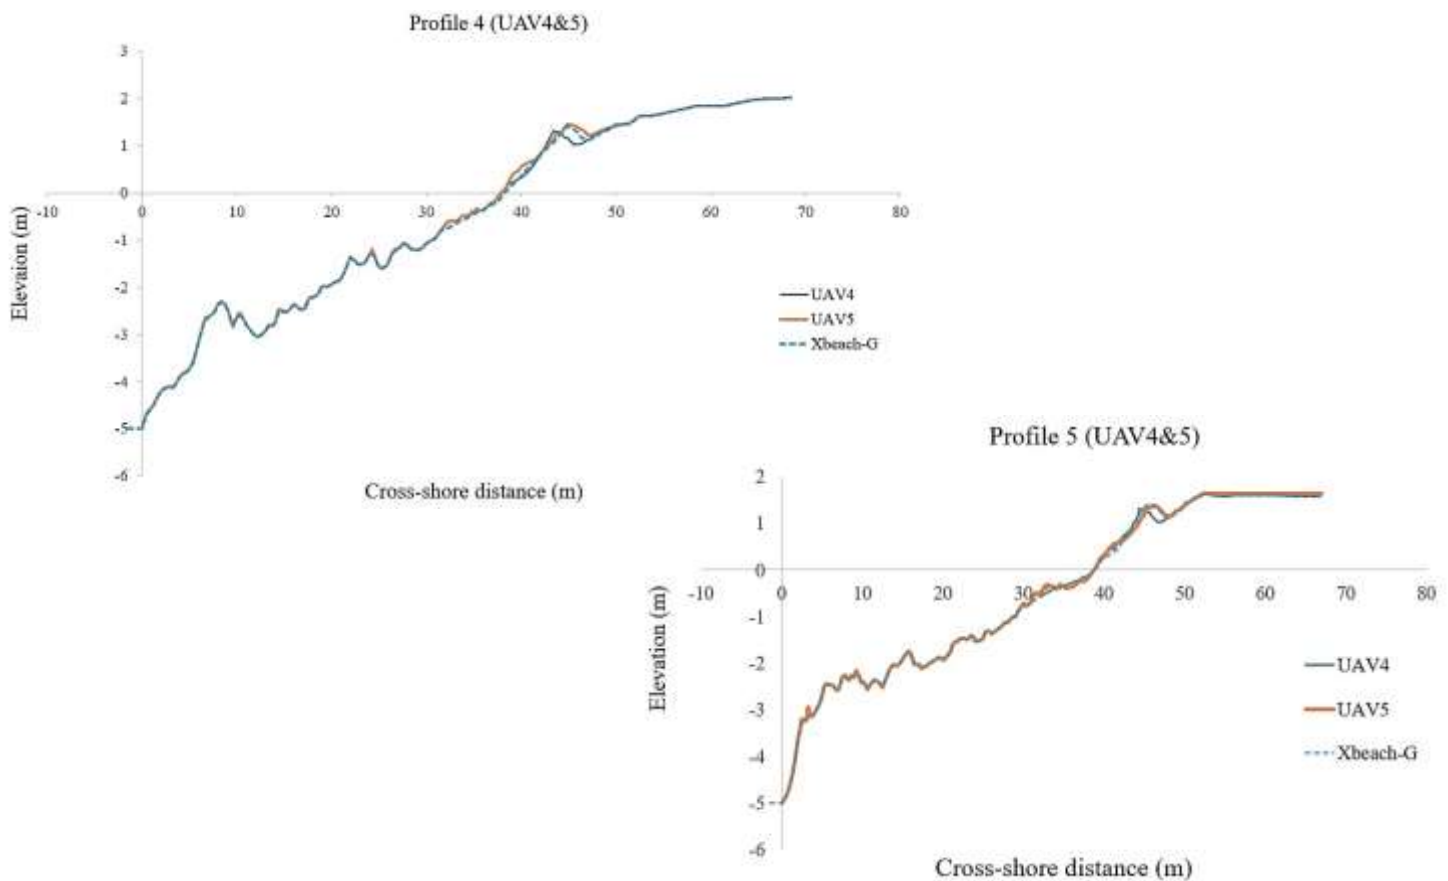 Profile 4 (UAV4&5)
3
2
1
0
-10 0 10 20 30 40 50 60 70 80
-1
-2
-3
-4
-5
-6
Elevaion (m)
UAV4
UAV5
Xbeach-G
Cross-shore distance (m)
Profile 5 (UAV4&5)
2
1
0
-10 0 10 20 30 40 50 60 70 80
-1
-2
-3
-4
-5
-6
Elevation (m)
UAV4
UAV5
Xbeach-G
Cross-shore distance (m)